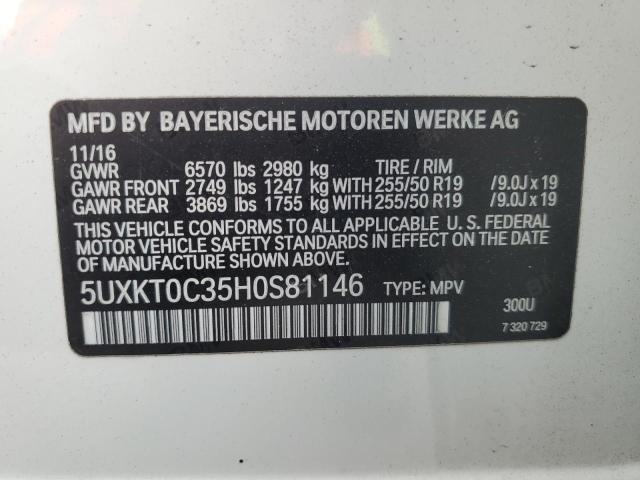 MFD BY BAYERISCHE MOTOREN WERKE AG
11/16
GVWR 6570 lbs 2980 kg TIRE / RIM
GAWR FRONT 2749 lbs 1247 kg WITH 255/50 R19 /9.0J x 19
GAWR REAR 3869 lbs 1755 kg WITH 255/50 R19 /9.0J x 19
THIS VEHICLE CONFORMS TO ALL APPLICABLE U. S. FEDERAL
MOTOR VEHICLE SAFETY STANDARDS IN EFFECT ON THE
DATE OF MANUFACTURE SHOWN ABOVE.
5UXKT0C35H0S81146 TYPE: MPV
300U
7 320 729